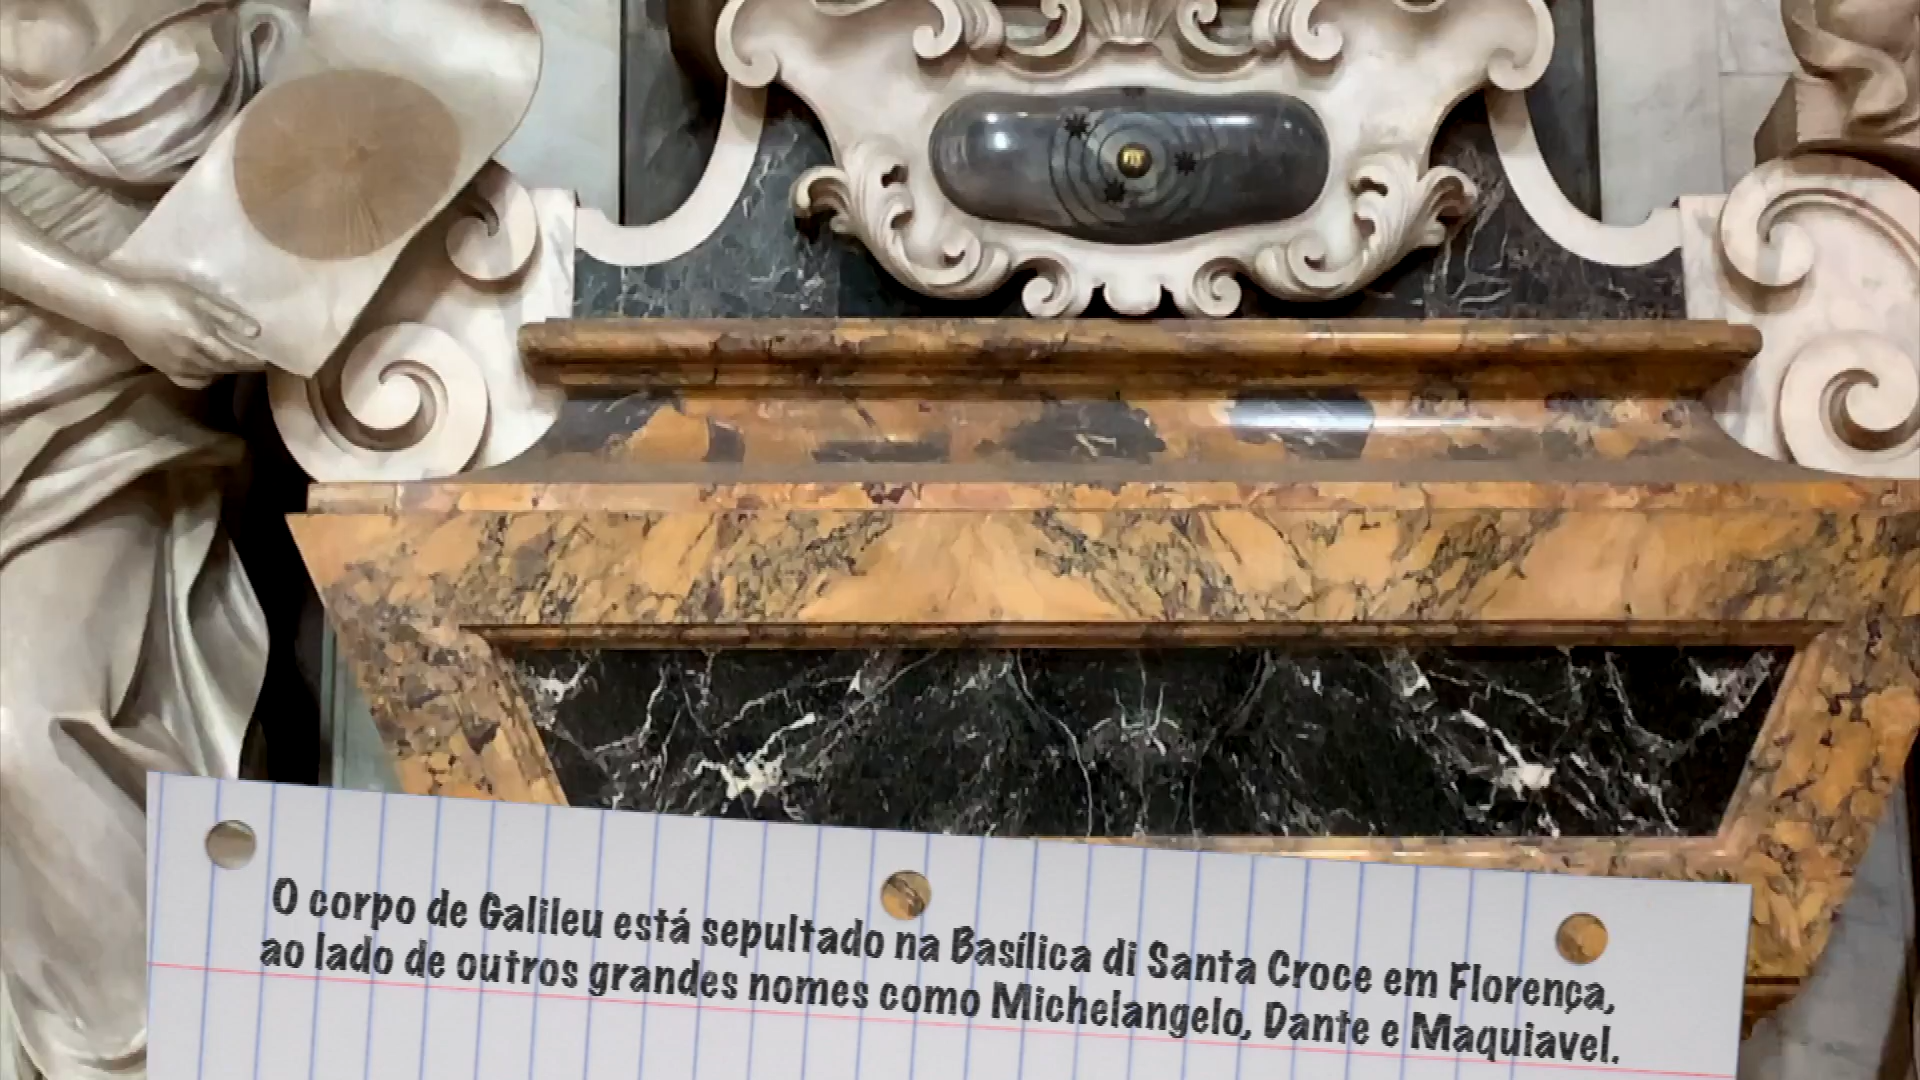 O corpo de Galileu está sepultado na Basílica di Santa Croce em Florença,
ao lado de outros grandes nomes como Michelangelo, Dante e Maquiavel.